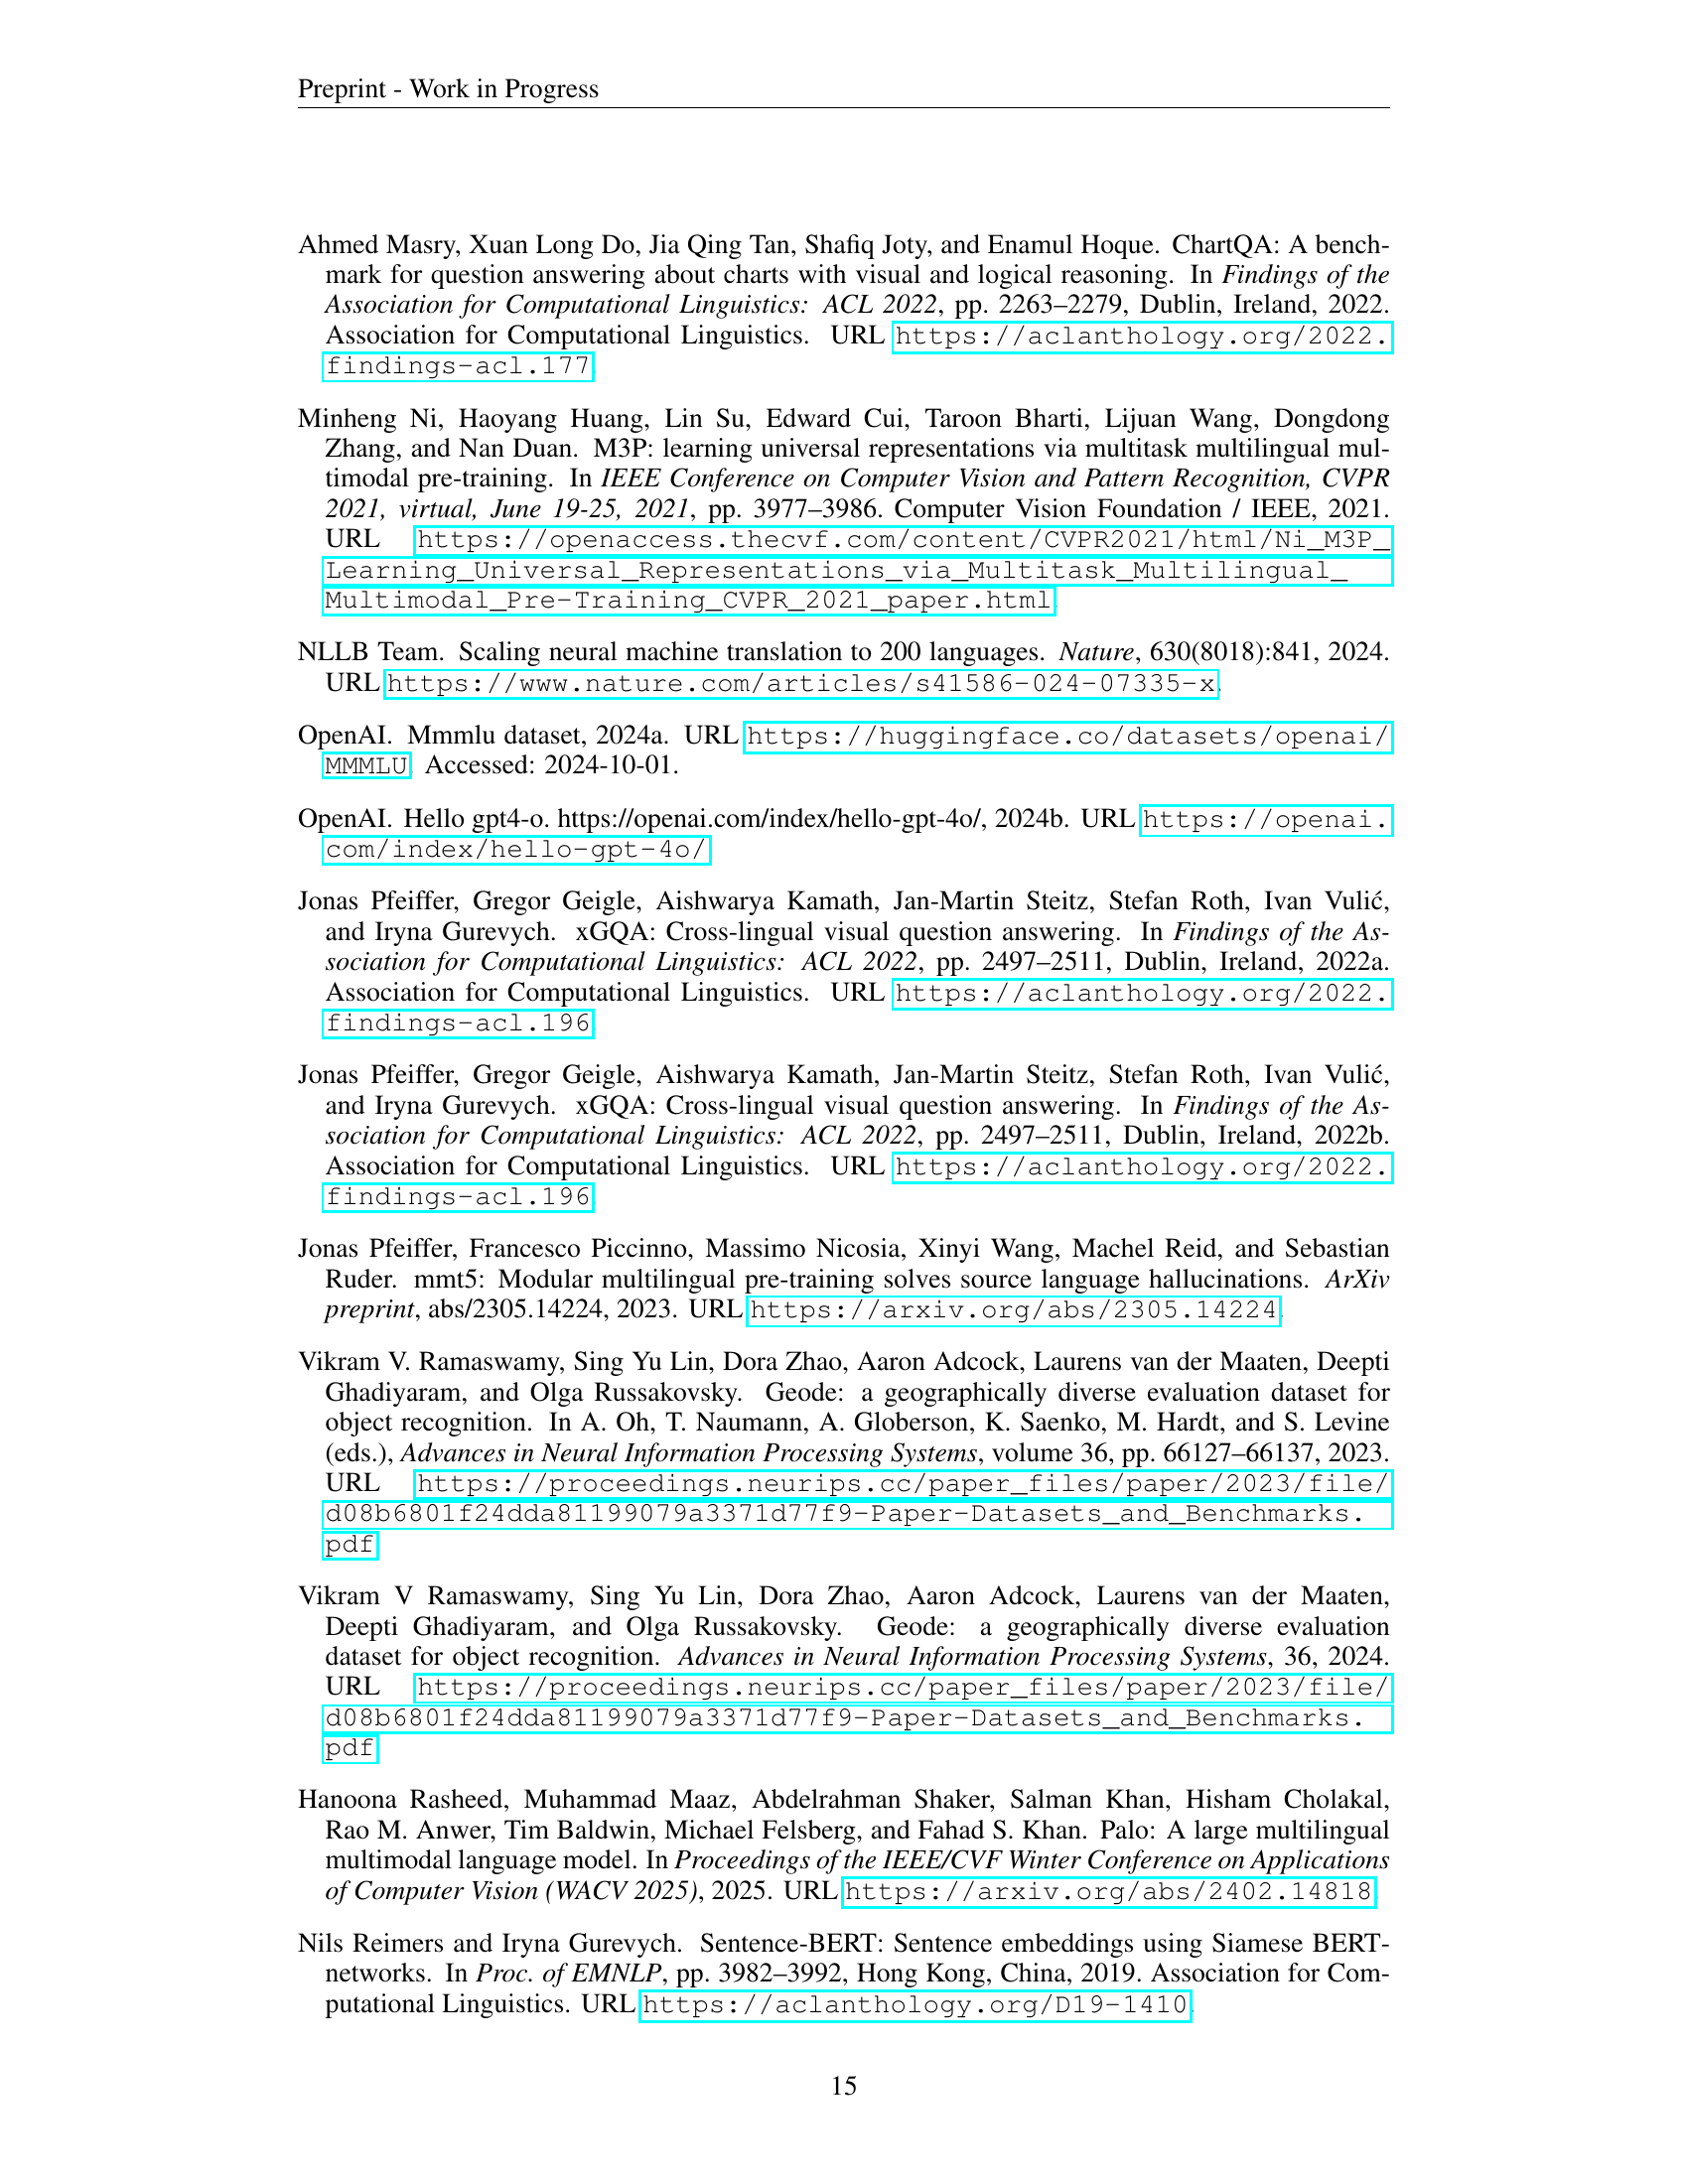 Preprint - Work in Progress
Ahmed Masry, Xuan Long Do, Jia Qing Tan, Shafiq Joty, and Enamul Hoque. ChartQA: A bench-
mark for question answering about charts with visual and logical reasoning. In Findings of the
Association for Computational Linguistics: ACL 2022, pp. 2263–2279, Dublin, Ireland, 2022.
Association for Computational Linguistics. URL https://aclanthology.org/2022.
findings-acl.177.
Minheng Ni, Haoyang Huang, Lin Su, Edward Cui, Taroon Bharti, Lijuan Wang, Dongdong
Zhang, and Nan Duan. M3P: learning universal representations via multitask multilingual mul-
timodal pre-training. In IEEE Conference on Computer Vision and Pattern Recognition, CVPR
2021, virtual, June 19-25, 2021, pp. 3977–3986. Computer Vision Foundation / IEEE, 2021.
URL https://openaccess.thecvf.com/content/CVPR2021/html/Ni_M3P_
Learning_Universal_Representations_via_Multitask_Multilingual_
Multimodal_Pre-Training_CVPR_2021_paper.html.
NLLB Team. Scaling neural machine translation to 200 languages. Nature, 630(8018):841, 2024.
URL https://www.nature.com/articles/s41586-024-07335-x.
OpenAI. Mmmlu dataset, 2024a. URL https://huggingface.co/datasets/openai/
MMMLU. Accessed: 2024-10-01.
OpenAI. Hello gpt4-o. https://openai.com/index/hello-gpt-4o/, 2024b. URL https://openai.
com/index/hello-gpt-4o/.
Jonas Pfeiffer, Gregor Geigle, Aishwarya Kamath, Jan-Martin Steitz, Stefan Roth, Ivan Vulić,
and Iryna Gurevych. xGQA: Cross-lingual visual question answering. In Findings of the As-
sociation for Computational Linguistics: ACL 2022, pp. 2497–2511, Dublin, Ireland, 2022a.
Association for Computational Linguistics. URL https://aclanthology.org/2022.
findings-acl.196.
Jonas Pfeiffer, Gregor Geigle, Aishwarya Kamath, Jan-Martin Steitz, Stefan Roth, Ivan Vulić,
and Iryna Gurevych. xGQA: Cross-lingual visual question answering. In Findings of the As-
sociation for Computational Linguistics: ACL 2022, pp. 2497–2511, Dublin, Ireland, 2022b.
Association for Computational Linguistics. URL https://aclanthology.org/2022.
findings-acl.196.
Jonas Pfeiffer, Francesco Piccinno, Massimo Nicosia, Xinyi Wang, Machel Reid, and Sebastian
Ruder. mmt5: Modular multilingual pre-training solves source language hallucinations. ArXiv
preprint, abs/2305.14224, 2023. URL https://arxiv.org/abs/2305.14224.
Vikram V. Ramaswamy, Sing Yu Lin, Dora Zhao, Aaron Adcock, Laurens van der Maaten, Deepti
Ghadiyaram, and Olga Russakovsky. Geode: a geographically diverse evaluation dataset for
object recognition. In A. Oh, T. Naumann, A. Globerson, K. Saenko, M. Hardt, and S. Levine
(eds.), Advances in Neural Information Processing Systems, volume 36, pp. 66127–66137, 2023.
URL https://proceedings.neurips.cc/paper_files/paper/2023/file/
d08b6801f24dda81199079a3371d77f9-Paper-Datasets_and_Benchmarks.
pdf.
Vikram V Ramaswamy, Sing Yu Lin, Dora Zhao, Aaron Adcock, Laurens van der Maaten,
Deepti Ghadiyaram, and Olga Russakovsky. Geode: a geographically diverse evaluation
dataset for object recognition. Advances in Neural Information Processing Systems, 36, 2024.
URL https://proceedings.neurips.cc/paper_files/paper/2023/file/
d08b6801f24dda81199079a3371d77f9-Paper-Datasets_and_Benchmarks.
pdf.
Hanoona Rasheed, Muhammad Maaz, Abdelrahman Shaker, Salman Khan, Hisham Cholakal,
Rao M. Anwer, Tim Baldwin, Michael Felsberg, and Fahad S. Khan. Palo: A large multilingual
multimodal language model. In Proceedings of the IEEE/CVF Winter Conference on Applications
of Computer Vision (WACV 2025), 2025. URL https://arxiv.org/abs/2402.14818.
Nils Reimers and Iryna Gurevych. Sentence-BERT: Sentence embeddings using Siamese BERT-
networks. In Proc. of EMNLP, pp. 3982–3992, Hong Kong, China, 2019. Association for Com-
putational Linguistics. URL https://aclanthology.org/D19-1410.
15